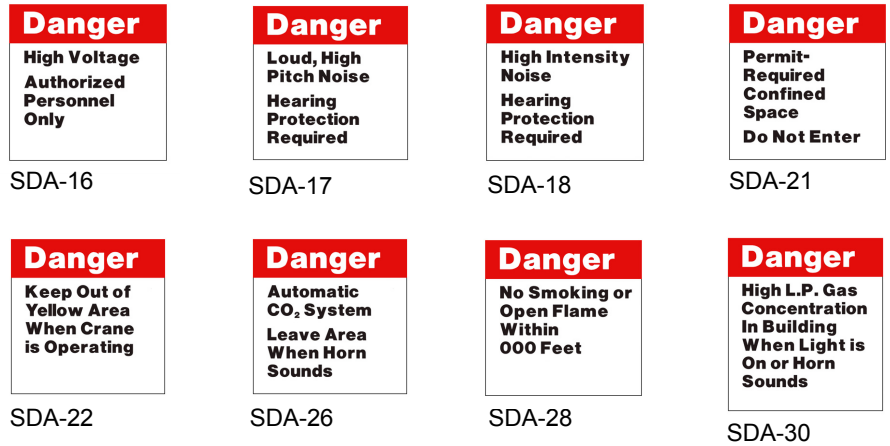 Danger
High Voltage
Authorized
Personnel
Only
SDA-16
Danger
Loud, High
Pitch Noise
Hearing
Protection
Required
SDA-17
Danger
High Intensity
Noise
Hearing
Protection
Required
SDA-18
Danger
Permit-
Required
Confined
Space
Do Not Enter
SDA-21
Danger
Keep Out of
Yellow Area
When Crane
is Operating
SDA-22
Danger
Automatic
CO₂ System
Leave Area
When Horn
Sounds
SDA-26
Danger
No Smoking or
Open Flame
Within
000 Feet
SDA-28
Danger
High L.P. Gas
Concentration
In Building
When Light is
On or Horn
Sounds
SDA-30